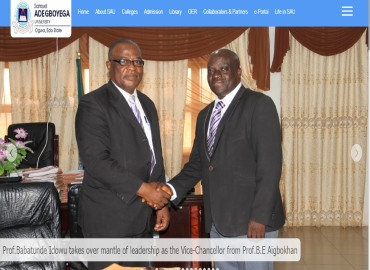 Samuel
ADEGBOYEGA
UNIVERSITY
Ogwa, Edo State
Home About SAU Colleges Admission Library OER Collaborators & Partners e-Portal Life in SAU
Prof.Babatunde Idowu takes over mantle of leadership as the Vice-Chancellor from Prof.B.E Aigbokhan